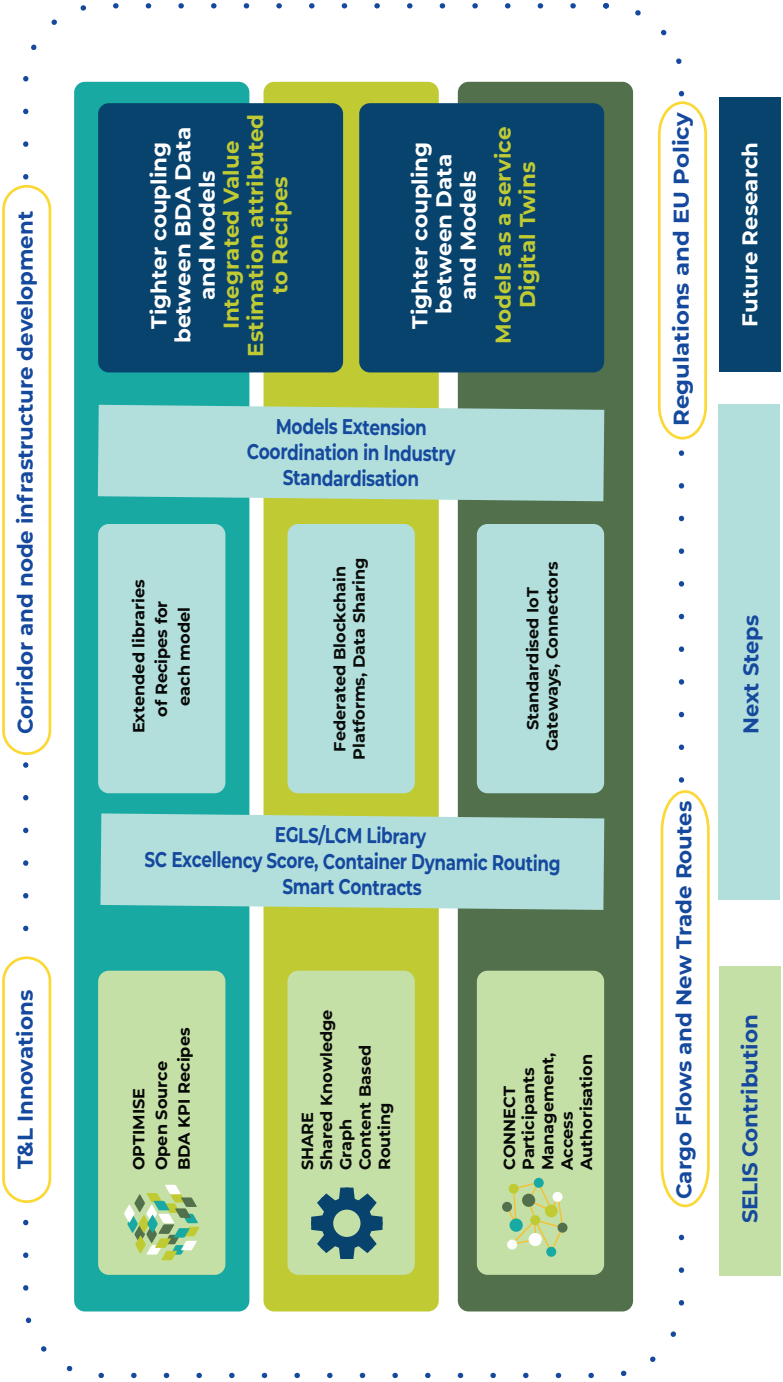 T&L Innovations
Corridor and node infrastructure development
OPTIMISE
Open Source
BDA KPI Recipes
SHARE
Shared Knowledge
Graph
Content Based
Routing
CONNECT
Participants
Management,
Access
Authorisation
EGLS/LCM Library
SC Excellency Score, Container Dynamic Routing
Smart Contracts
Extended libraries
of Recipes for
each model
Federated Blockchain
Platforms, Data Sharing
Standardised IoT
Gateways, Connectors
Models Extension
Coordination in Industry
Standardisation
Tighter coupling
between BDA Data
and Models
Integrated Value
Estimation attributed
to Recipes
Tighter coupling
between Data
and Models
Models as a service
Digital Twins
Cargo Flows and New Trade Routes
Regulations and EU Policy
SELIS Contribution
Next Steps
Future Research